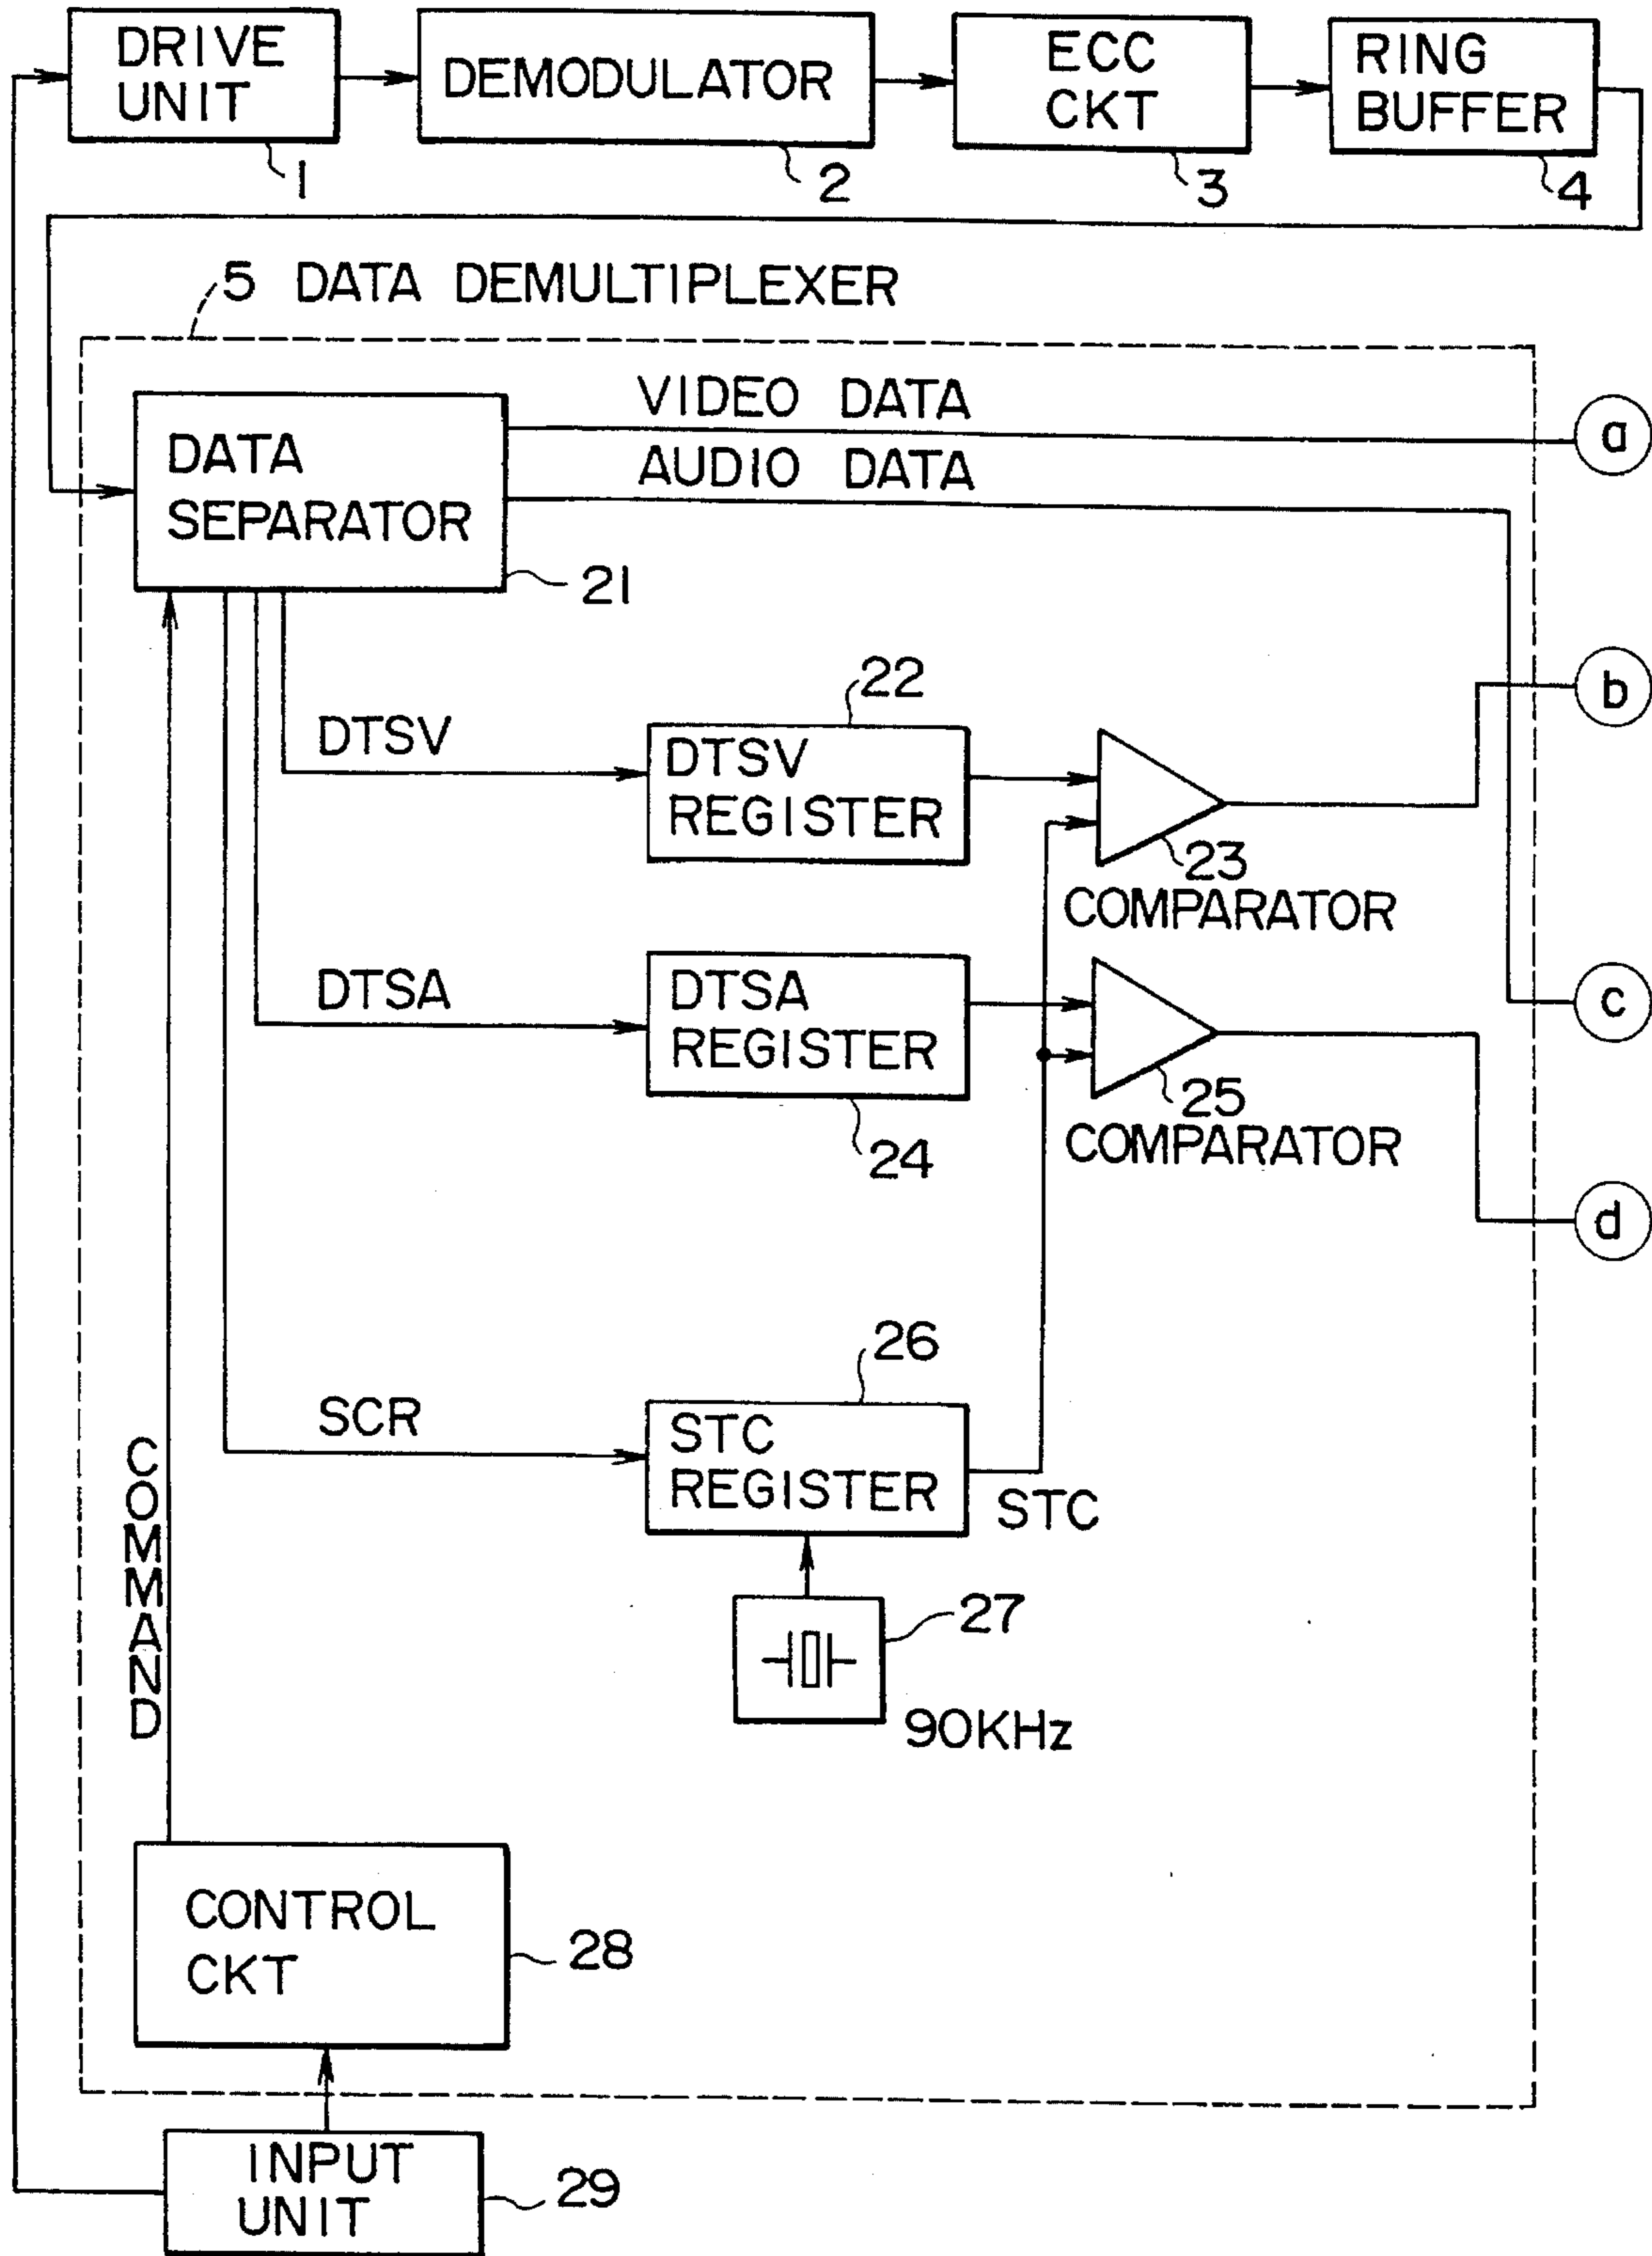 DRIVE
UNIT
1
DEMODULATOR
2
ECC
CKT
3
RING
BUFFER
4
5 DATA DEMULTIPLEXER
DATA
SEPARATOR
21
VIDEO DATA
AUDIO DATA
a
b
c
d
DTSV
22
DTSV
REGISTER
23
COMPARATOR
DTSA
DTSA
REGISTER
24
25
COMPARATOR
SCR
26
STC
REGISTER
STC
27
90KHz
COMMAND
CONTROL
CKT
28
INPUT
UNIT
29